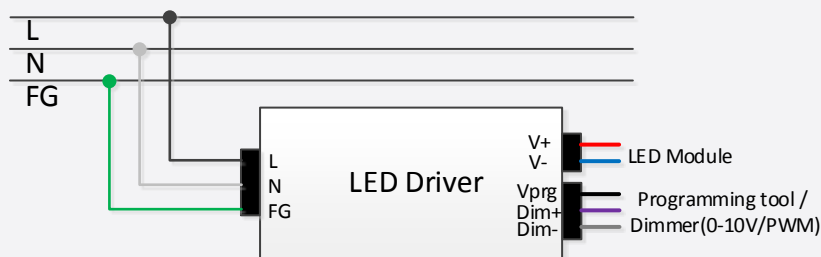 L
N
FG
L
N
FG
LED Driver
V+
V-
LED Module
Vprg
Dim+
Dim-
Programming tool /
Dimmer(0-10V/PWM)